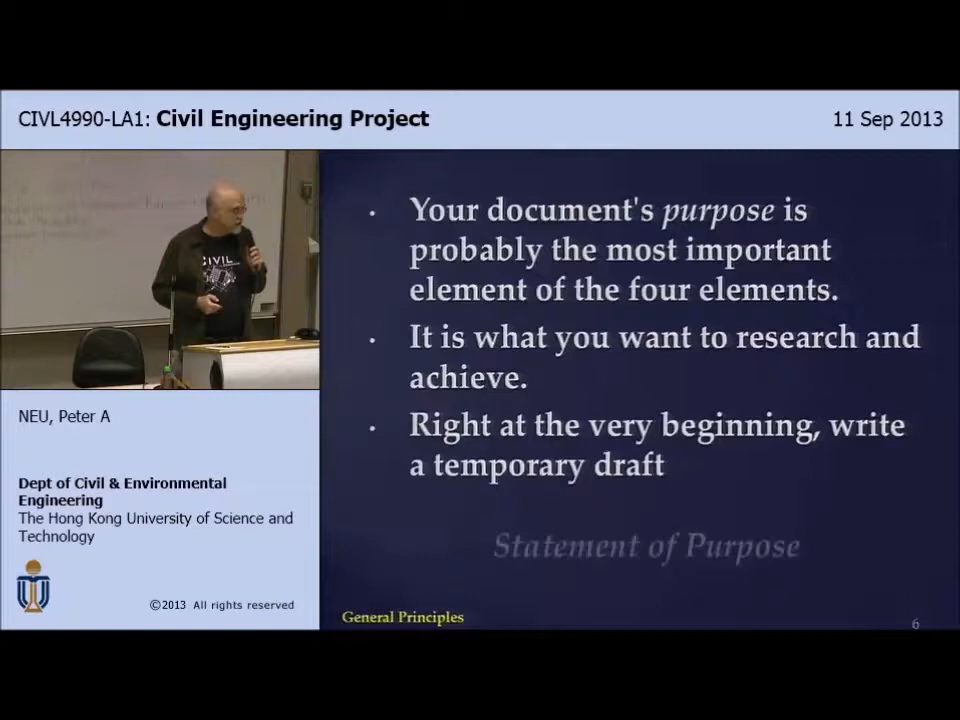 CIVL4990-LA1: Civil Engineering Project
11 Sep 2013
CIVIL
NEU, Peter A
Dept of Civil & Environmental
Engineering
The Hong Kong University of Science and
Technology
©2013 All rights reserved
• Your document's purpose is
probably the most important
element of the four elements.
• It is what you want to research and
achieve.
• Right at the very beginning, write
a temporary draft
Statement of Purpose
General Principles
6